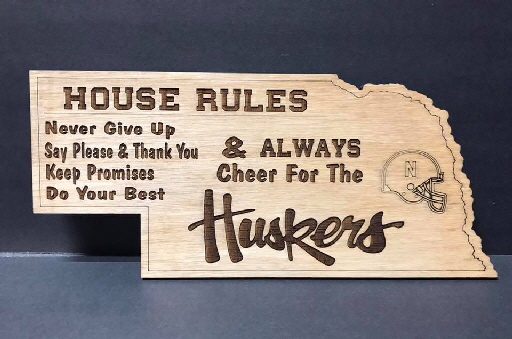 HOUSE RULES
Never Give Up
Say Please & Thank You
Keep Promises
Do Your Best
& ALWAYS
Cheer For The
Huskers
N